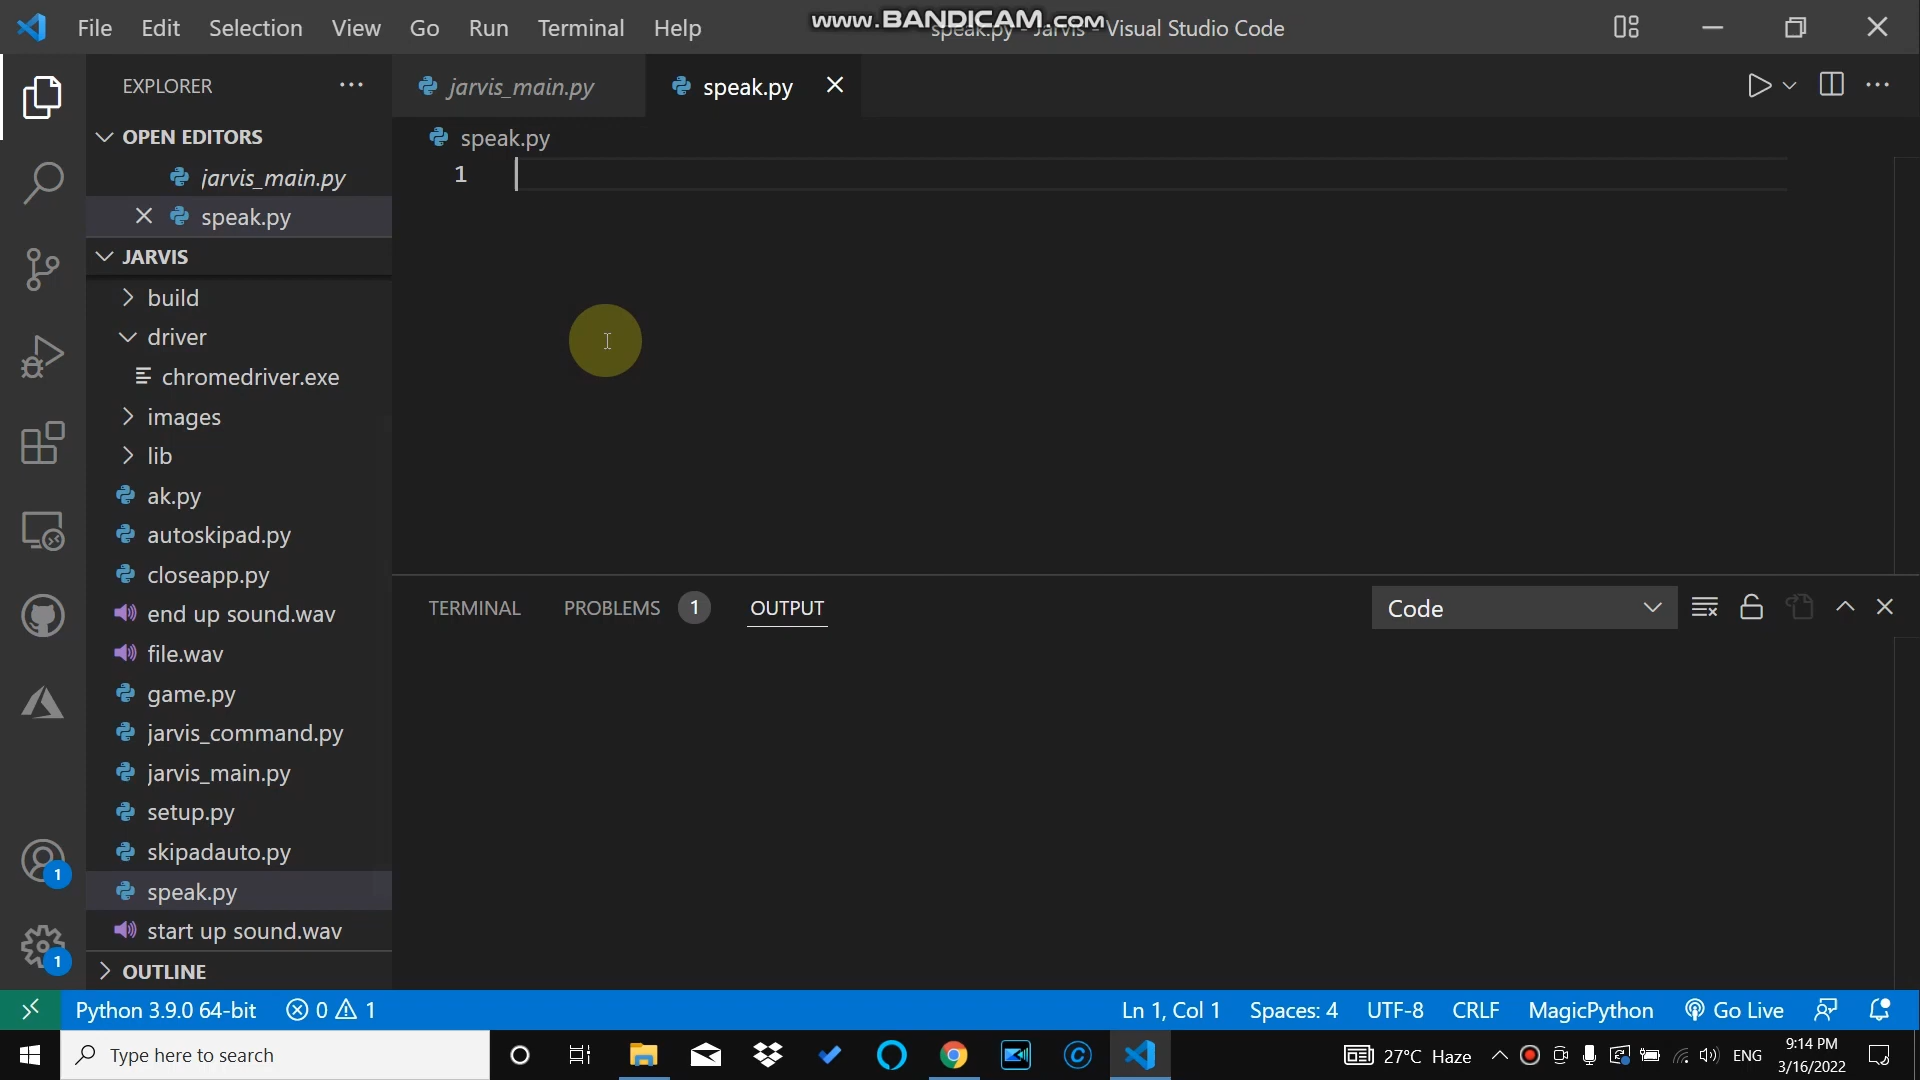 File Edit Selection View Go Run Terminal Help
www.BANDICAM.com
speak.py - Jarvis - Visual Studio Code
EXPLORER
jarvis_main.py
speak.py
OPEN EDITORS
jarvis_main.py
speak.py
JARVIS
build
driver
chromedriver.exe
images
lib
ak.py
autoskipad.py
closeapp.py
end up sound.wav
file.wav
game.py
jarvis_command.py
jarvis_main.py
setup.py
skipadauto.py
speak.py
start up sound.wav
OUTLINE
speak.py
1
TERMINAL PROBLEMS 1 OUTPUT
Code
1
1
Python 3.9.0 64-bit 0 1
Ln 1, Col 1 Spaces: 4 UTF-8 CRLF MagicPython Go Live
Type here to search
27°C Haze
ENG
9:14 PM
3/16/2022